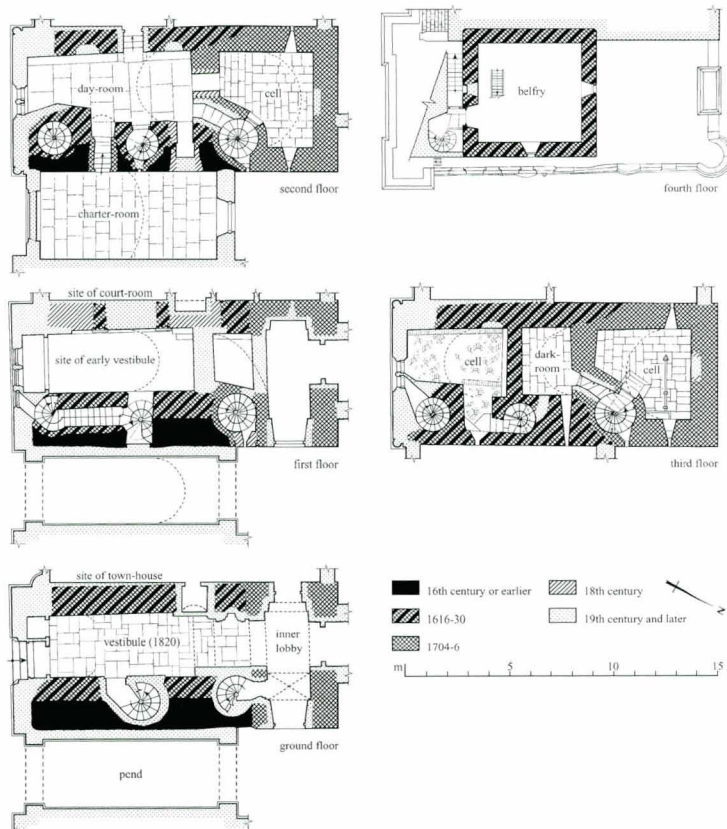 day-room
cell
charter-room
second floor
belfry
fourth floor
site of court-room
site of early vestibule
first floor
cell
dark-
room
cell
third floor
site of town-house
vestibule (1820)
inner
lobby
pend
ground floor
16th century or earlier
1616-30
1704-6
18th century
19th century and later
N
m 5 10 15